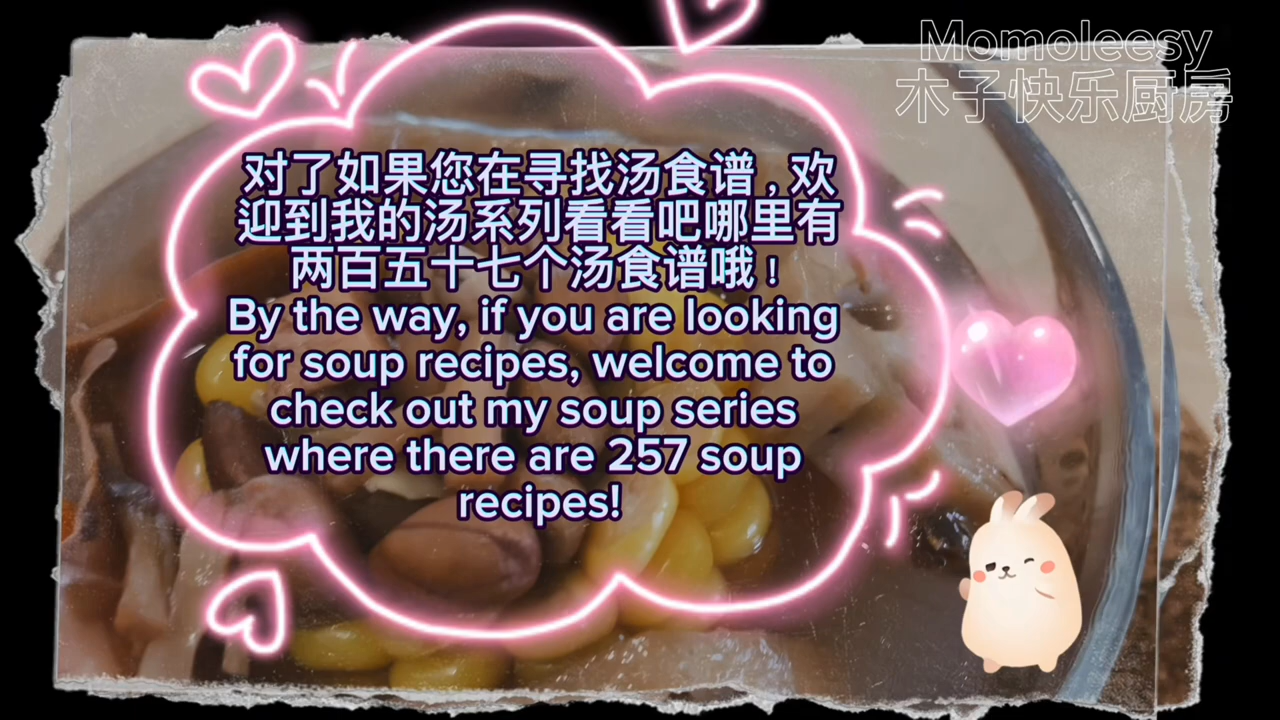 Momoleesy
木子快乐厨房
对了如果您在寻找汤食谱，欢
迎到我的汤系列看看吧哪里有
两百五十七个汤食谱哦！
By the way, if you are looking
for soup recipes, welcome to
check out my soup series
where there are 257 soup
recipes!